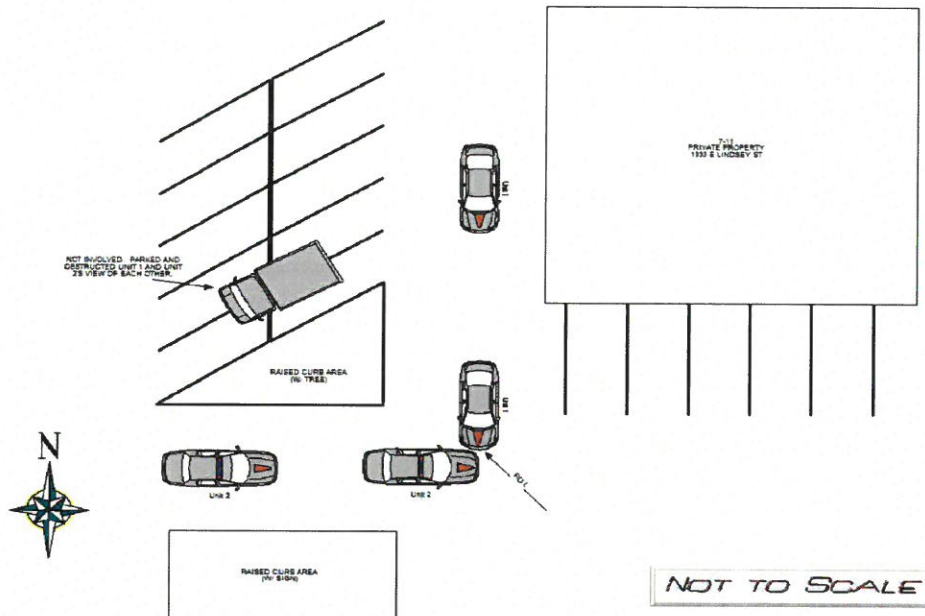 7-11
PRIVATE PROPERTY
1333 E LINDSEY ST
Unit 1
NOT INVOLVED. PARKED AND
OBSTRUCTED UNIT 1 AND UNIT
2'S VIEW OF EACH OTHER.
RAISED CURB AREA
(W/ TREE)
Unit 1
N
Unit 2
Unit 2
POI
RAISED CURB AREA
(W/ SIGN)
NOT TO SCALE